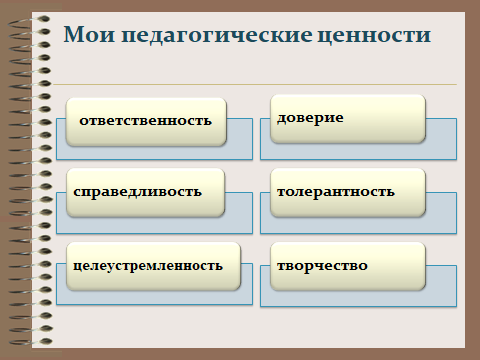 Мои педагогические ценности
ответственность
доверие
справедливость
толерантность
целеустремленность
творчество